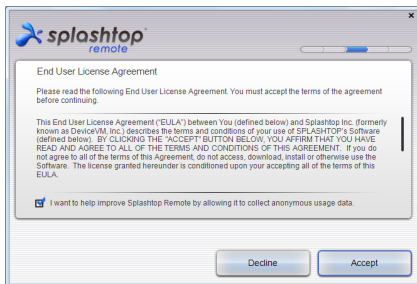 splashtop
remote
End User License Agreement
Please read the following End User License Agreement. You must accept the terms of the agreement
before continuing.
This End User License Agreement ("EULA") between You (defined below) and Splashtop Inc. (formerly
known as DeviceVM, Inc.) describes the terms and conditions of your use of SPLASHTOP's Software
(defined below). BY CLICKING THE "ACCEPT" BUTTON BELOW, YOU AFFIRM THAT YOU HAVE
READ AND AGREE TO ALL OF THE TERMS AND CONDITIONS OF THIS AGREEMENT. If you do
not agree to all of the terms of this Agreement, do not access, download, install or otherwise use the
Software. The license granted hereunder is conditioned upon your accepting all of the terms of this
EULA.
I want to help improve Splashtop Remote by allowing it to collect anonymous usage data.
Decline Accept